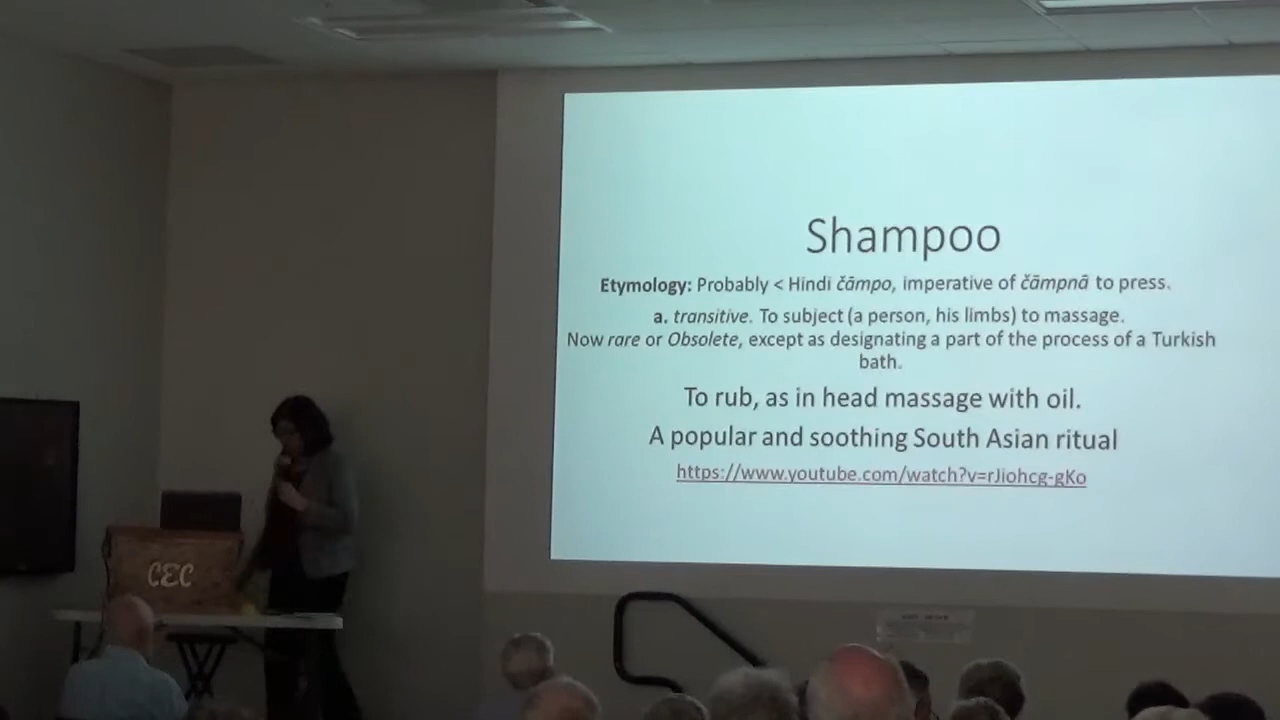 Shampoo
Etymology: Probably < Hindi čāmpo, imperative of čāmpnā to press.
a. transitive. To subject (a person, his limbs) to massage.
Now rare or Obsolete, except as designating a part of the process of a Turkish
bath.
To rub, as in head massage with oil.
A popular and soothing South Asian ritual
https://www.youtube.com/watch?v=rJiohcg-gKo
CEC